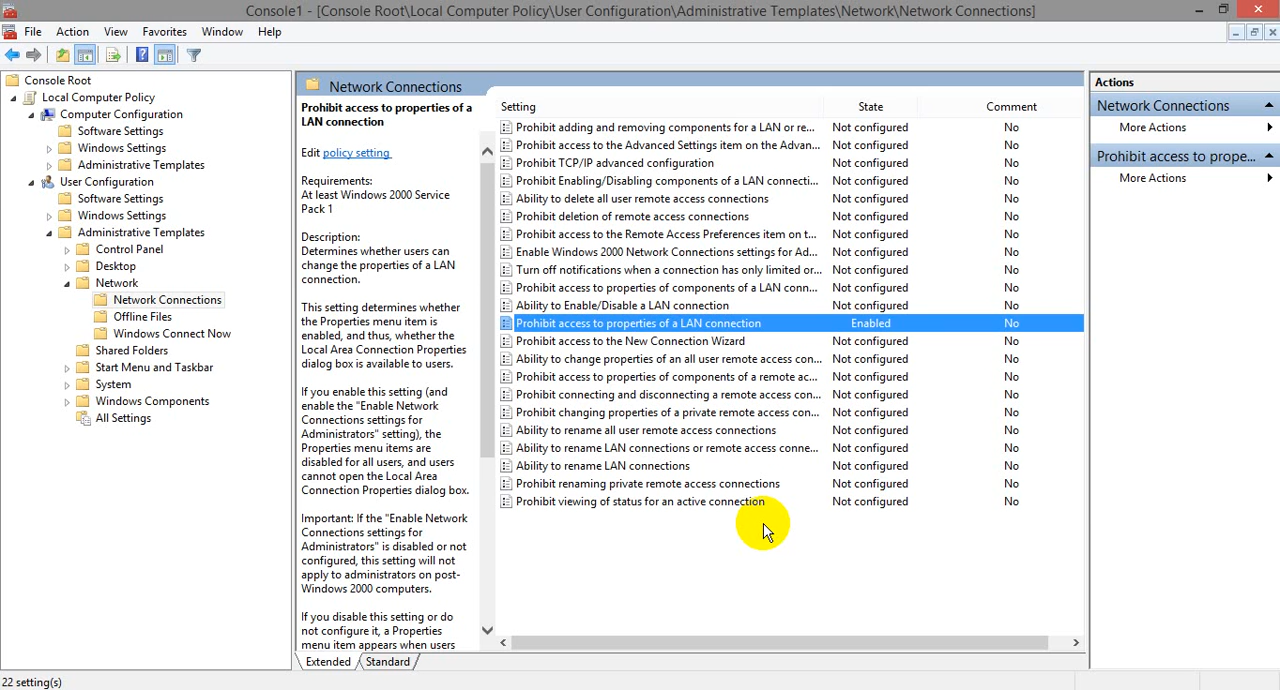 Console1 - [Console Root\Local Computer Policy\User Configuration\Administrative Templates\Network\Network Connections]
File Action View Favorites Window Help
Console Root
Local Computer Policy
Computer Configuration
Software Settings
Windows Settings
Administrative Templates
User Configuration
Software Settings
Windows Settings
Administrative Templates
Control Panel
Desktop
Network
Network Connections
Offline Files
Windows Connect Now
Shared Folders
Start Menu and Taskbar
System
Windows Components
All Settings
Network Connections
Prohibit access to properties of a
LAN connection
Edit policy setting
Requirements:
At least Windows 2000 Service
Pack 1
Description:
Determines whether users can
change the properties of a LAN
connection.
This setting determines whether
the Properties menu item is
enabled, and thus, whether the
Local Area Connection Properties
dialog box is available to users.
If you enable this setting (and
enable the "Enable Network
Connections settings for
Administrators" setting), the
Properties menu items are
disabled for all users, and users
cannot open the Local Area
Connection Properties dialog box.
Important: If the "Enable Network
Connections settings for
Administrators" is disabled or not
configured, this setting will not
apply to administrators on post-
Windows 2000 computers.
If you disable this setting or do
not configure it, a Properties
menu item appears when users
Setting State Comment
Prohibit adding and removing components for a LAN or re... Not configured No
Prohibit access to the Advanced Settings item on the Advan... Not configured No
Prohibit TCP/IP advanced configuration Not configured No
Prohibit Enabling/Disabling components of a LAN connecti... Not configured No
Ability to delete all user remote access connections Not configured No
Prohibit deletion of remote access connections Not configured No
Prohibit access to the Remote Access Preferences item on t... Not configured No
Enable Windows 2000 Network Connections settings for Ad... Not configured No
Turn off notifications when a connection has only limited or... Not configured No
Prohibit access to properties of components of a LAN conn... Not configured No
Ability to Enable/Disable a LAN connection Not configured No
Prohibit access to properties of a LAN connection Enabled No
Prohibit access to the New Connection Wizard Not configured No
Ability to change properties of an all user remote access con... Not configured No
Prohibit access to properties of components of a remote ac... Not configured No
Prohibit connecting and disconnecting a remote access con... Not configured No
Prohibit changing properties of a private remote access con... Not configured No
Ability to rename all user remote access connections Not configured No
Ability to rename LAN connections or remote access conne... Not configured No
Ability to rename LAN connections Not configured No
Prohibit renaming private remote access connections Not configured No
Prohibit viewing of status for an active connection Not configured No
Extended Standard
Actions
Network Connections
More Actions
Prohibit access to prope...
More Actions
22 setting(s)